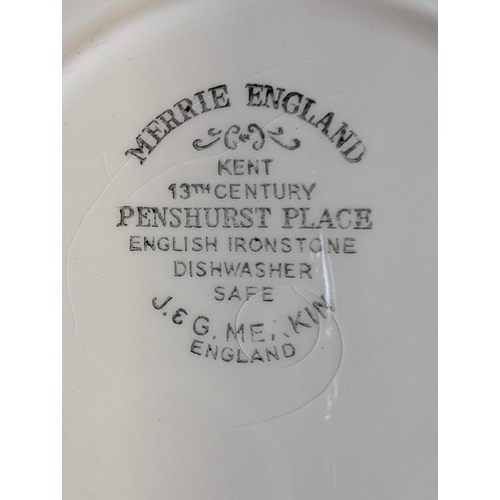 MERRIE ENGLAND
KENT
13TH CENTURY
PENSHURST PLACE
ENGLISH IRONSTONE
DISHWASHER
SAFE
J. & G.
ENGLAND